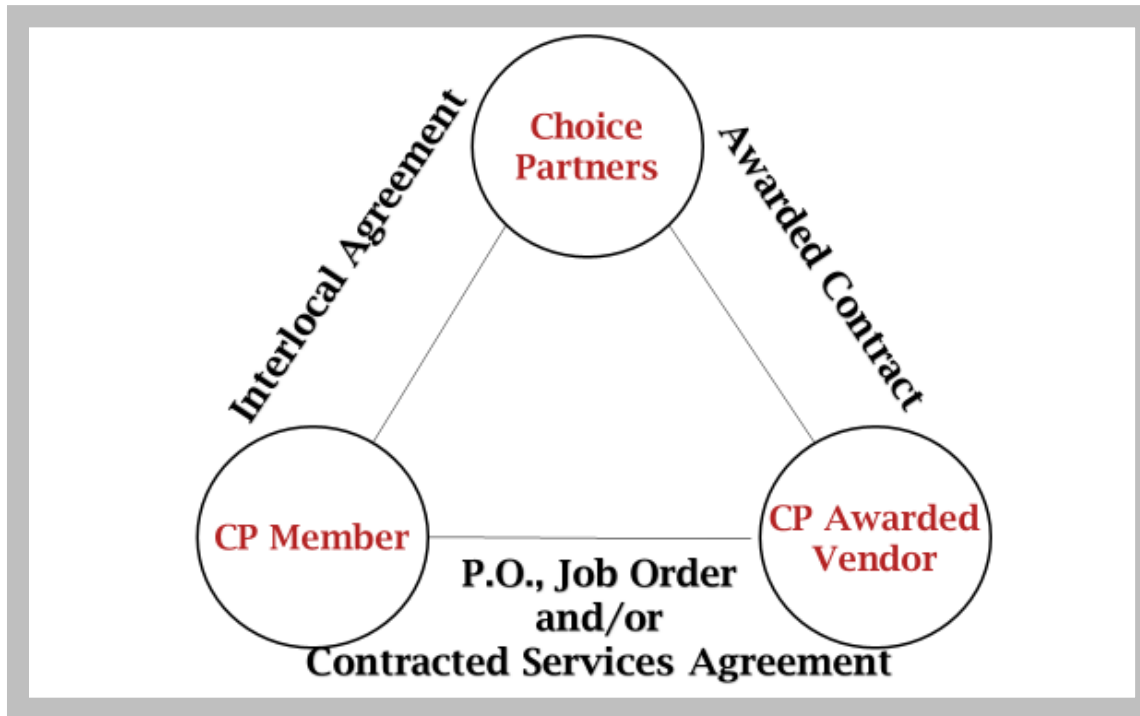 Choice
Partners
Interlocal Agreement
Awarded Contract
CP Member
CP Awarded
Vendor
P.O., Job Order
and/or
Contracted Services Agreement